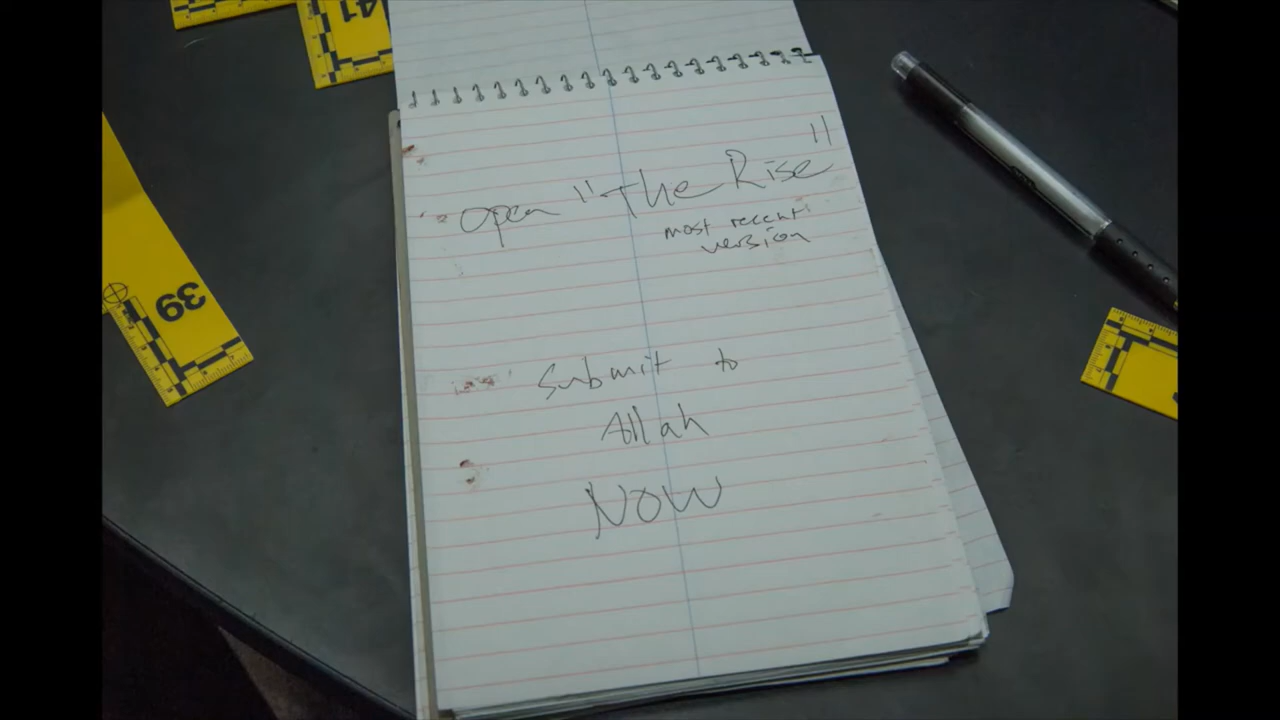 41
open "The Rise"
most recent
version
39
Submit to
Allah
NOW